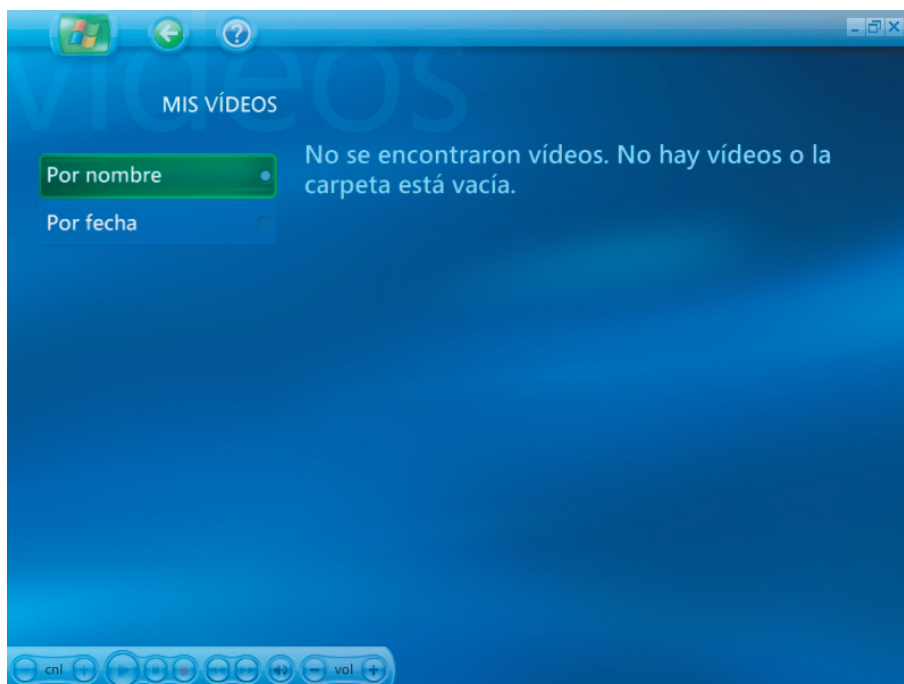 videos
MIS VÍDEOS
Por nombre
Por fecha
No se encontraron vídeos. No hay vídeos o la
carpeta está vacía.
cnl
vol